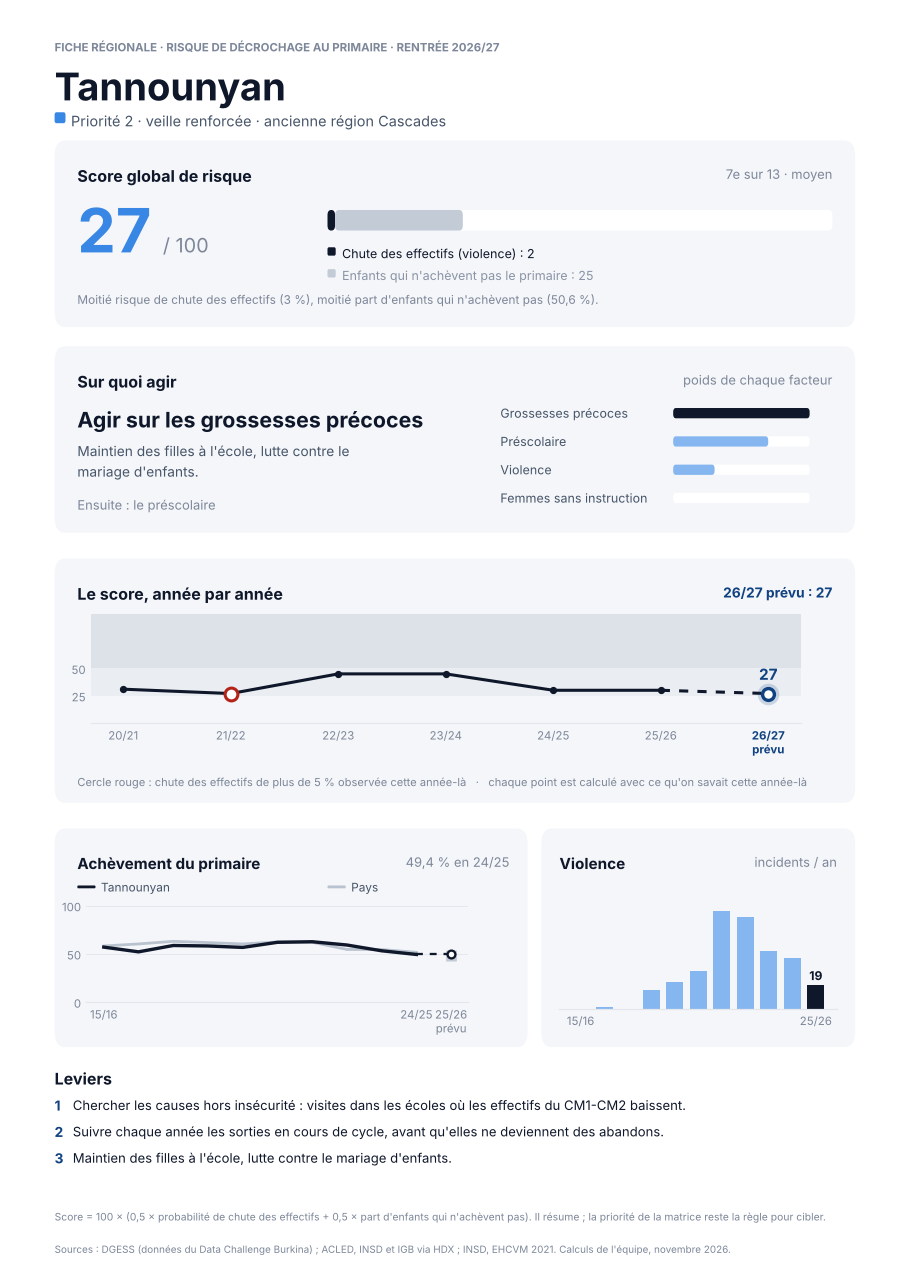 FICHE RÉGIONALE · RISQUE DE DÉCROCHAGE AU PRIMAIRE · RENTRÉE 2026/27
Tannounyan
Priorité 2 · veille renforcée · ancienne région Cascades
Score global de risque
7e sur 13 · moyen
27 / 100
Chute des effectifs (violence) : 2
Enfants qui n'achèvent pas le primaire : 25
Moitié risque de chute des effectifs (3 %), moitié part d'enfants qui n'achèvent pas (50,6 %).
Sur quoi agir
poids de chaque facteur
Agir sur les grossesses précoces
Maintien des filles à l'école, lutte contre le
mariage d'enfants.
Ensuite : le préscolaire
Grossesses précoces
Préscolaire
Violence
Femmes sans instruction
Le score, année par année
26/27 prévu : 27
50
25
27
20/21
21/22
22/23
23/24
24/25
25/26
26/27
prévu
Cercle rouge : chute des effectifs de plus de 5 % observée cette année-là · chaque point est calculé avec ce qu'on savait cette année-là
Achèvement du primaire
49,4 % en 24/25
Tannounyan
Pays
100
50
0
15/16
24/25
25/26
prévu
Violence
incidents / an
19
15/16
25/26
Leviers
1 Chercher les causes hors insécurité : visites dans les écoles où les effectifs du CM1-CM2 baissent.
2 Suivre chaque année les sorties en cours de cycle, avant qu'elles ne deviennent des abandons.
3 Maintien des filles à l'école, lutte contre le mariage d'enfants.
Score = 100 × (0,5 × probabilité de chute des effectifs + 0,5 × part d'enfants qui n'achèvent pas). Il résume ; la priorité de la matrice reste la règle pour cibler.
Sources : DGESS (données du Data Challenge Burkina) ; ACLED, INSD et IGB via HDX ; INSD, EHCVM 2021. Calculs de l'équipe, novembre 2026.